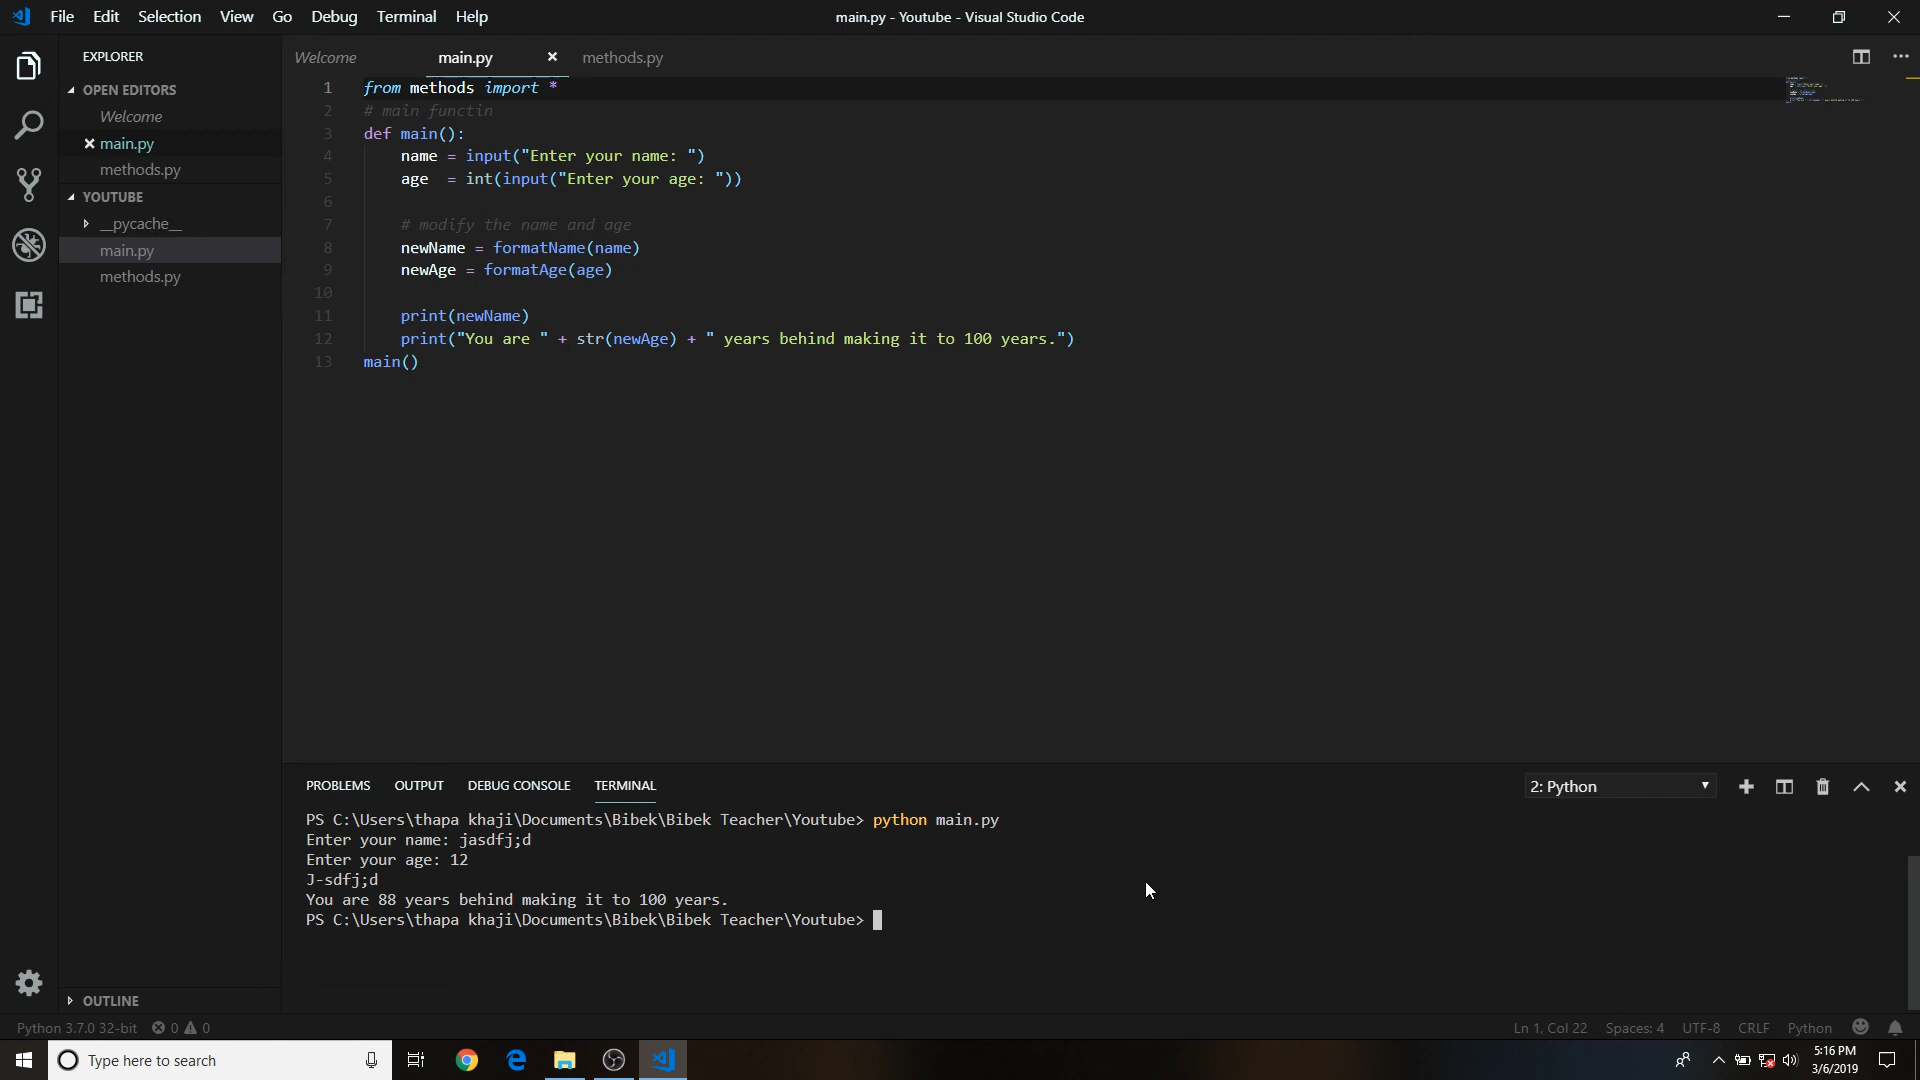 File Edit Selection View Go Debug Terminal Help
main.py - Youtube - Visual Studio Code
EXPLORER
OPEN EDITORS
Welcome
main.py
methods.py
YOUTUBE
__pycache__
main.py
methods.py
OUTLINE
Welcome main.py methods.py
1 from methods import *
2 # main functin
3 def main():
4 name = input("Enter your name: ")
5 age = int(input("Enter your age: "))
6
7 # modify the name and age
8 newName = formatName(name)
9 newAge = formatAge(age)
10
11 print(newName)
12 print("You are " + str(newAge) + " years behind making it to 100 years.")
13 main()
PROBLEMS OUTPUT DEBUG CONSOLE TERMINAL
2: Python
PS C:\Users\thapa khaji\Documents\Bibek\Bibek Teacher\Youtube> python main.py
Enter your name: jasdfj;d
Enter your age: 12
J-sdfj;d
You are 88 years behind making it to 100 years.
PS C:\Users\thapa khaji\Documents\Bibek\Bibek Teacher\Youtube>
Python 3.7.0 32-bit 0 0
Ln 1, Col 22 Spaces: 4 UTF-8 CRLF Python
Type here to search
5:16 PM
3/6/2019